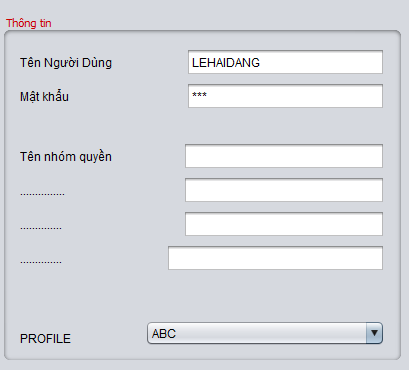 Thông tin
Tên Người Dùng LEHAIDANG
Mật khẩu ***
Tên nhóm quyền
...............
..............
..............
PROFILE ABC